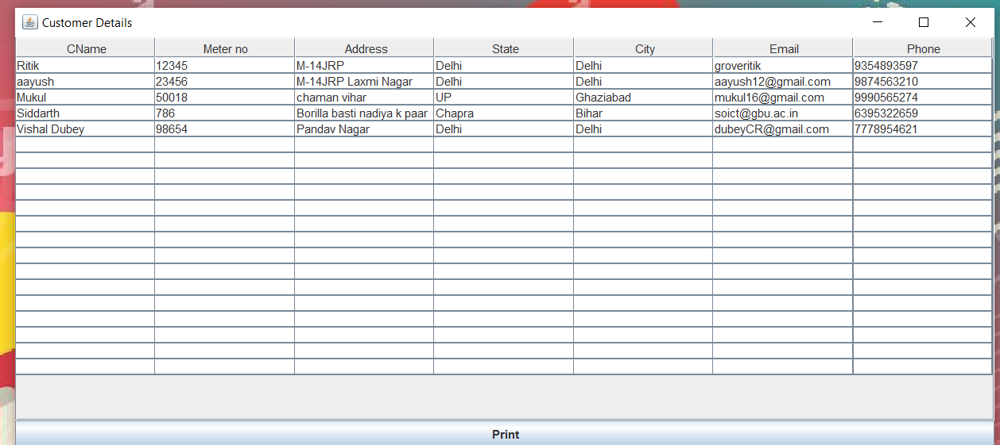 Customer Details
CName Meter no Address State City Email Phone
Ritik 12345 M-14JRP Delhi Delhi groveritik 9354893597
aayush 23456 M-14JRP Laxmi Nagar Delhi Delhi aayush12@gmail.com 9874563210
Mukul 50018 chaman vihar UP Ghaziabad mukul16@gmail.com 9990565274
Siddarth 786 Borilla basti nadiya k paar Chapra Bihar soict@gbu.ac.in 6395322659
Vishal Dubey 98654 Pandav Nagar Delhi Delhi dubeyCR@gmail.com 7778954621
Print